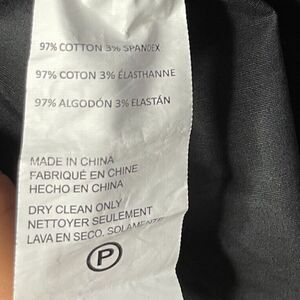 97% COTTON 3% SPANDEX
97% COTON 3% ÉLASTHANNE
97% ALGODÓN 3% ELASTÁN
MADE IN CHINA
FABRIQUÉ EN CHINE
HECHO EN CHINA
DRY CLEAN ONLY
NETTOYER SEULEMENT
LAVA EN SECO. SOLAMENTE
P